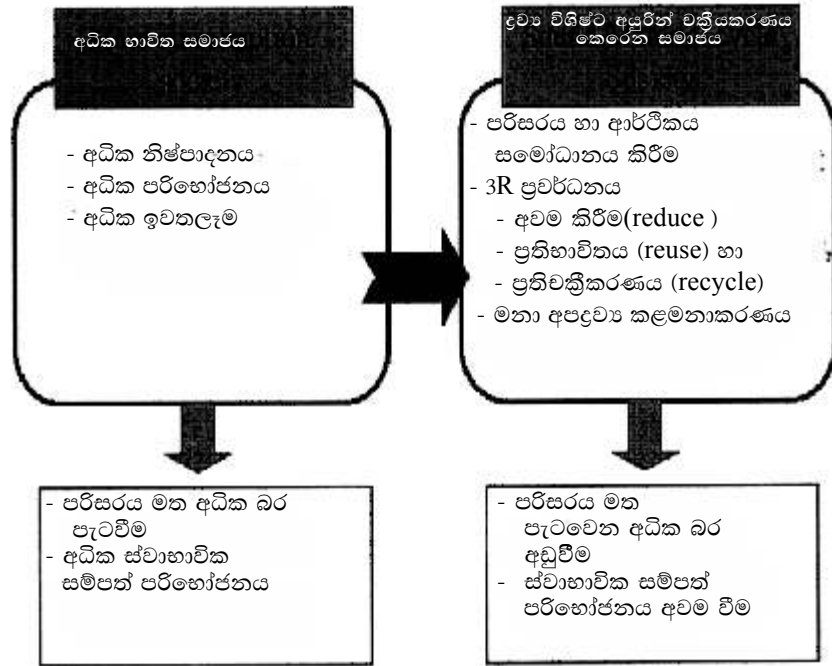 අධික භාවිත සමාජය
- අධික නිෂ්පාදනය
- අධික පරිභෝජනය
- අධික ඉවතලෑම
- පරිසරය මත අධික බර
පැටවීම
- අධික ස්වාභාවික
සම්පත් පරිභෝජනය
ද්‍රව්‍ය විශිෂ්ට අයුරින් චක්‍රීයකරණය
කෙරෙන සමාජය
- පරිසරය හා ආර්ථිකය
සමෝධානය කිරීම
- 3R ප්‍රවර්ධනය
- අවම කිරීම(reduce )
- ප්‍රතිභාවිතය (reuse) හා
- ප්‍රතිචක්‍රීකරණය (recycle)
- මනා අපද්‍රව්‍ය කළමනාකරණය
- පරිසරය මත
පැටවෙන අධික බර
අඩුවීම
- ස්වාභාවික සම්පත්
පරිභෝජනය අවම වීම